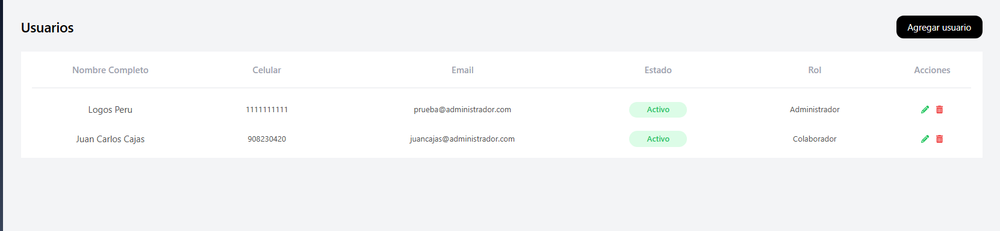 Usuarios
Agregar usuario
Nombre Completo Celular Email Estado Rol Acciones
Logos Peru 1111111111 prueba@administrador.com Activo Administrador
Juan Carlos Cajas 908230420 juancajas@administrador.com Activo Colaborador